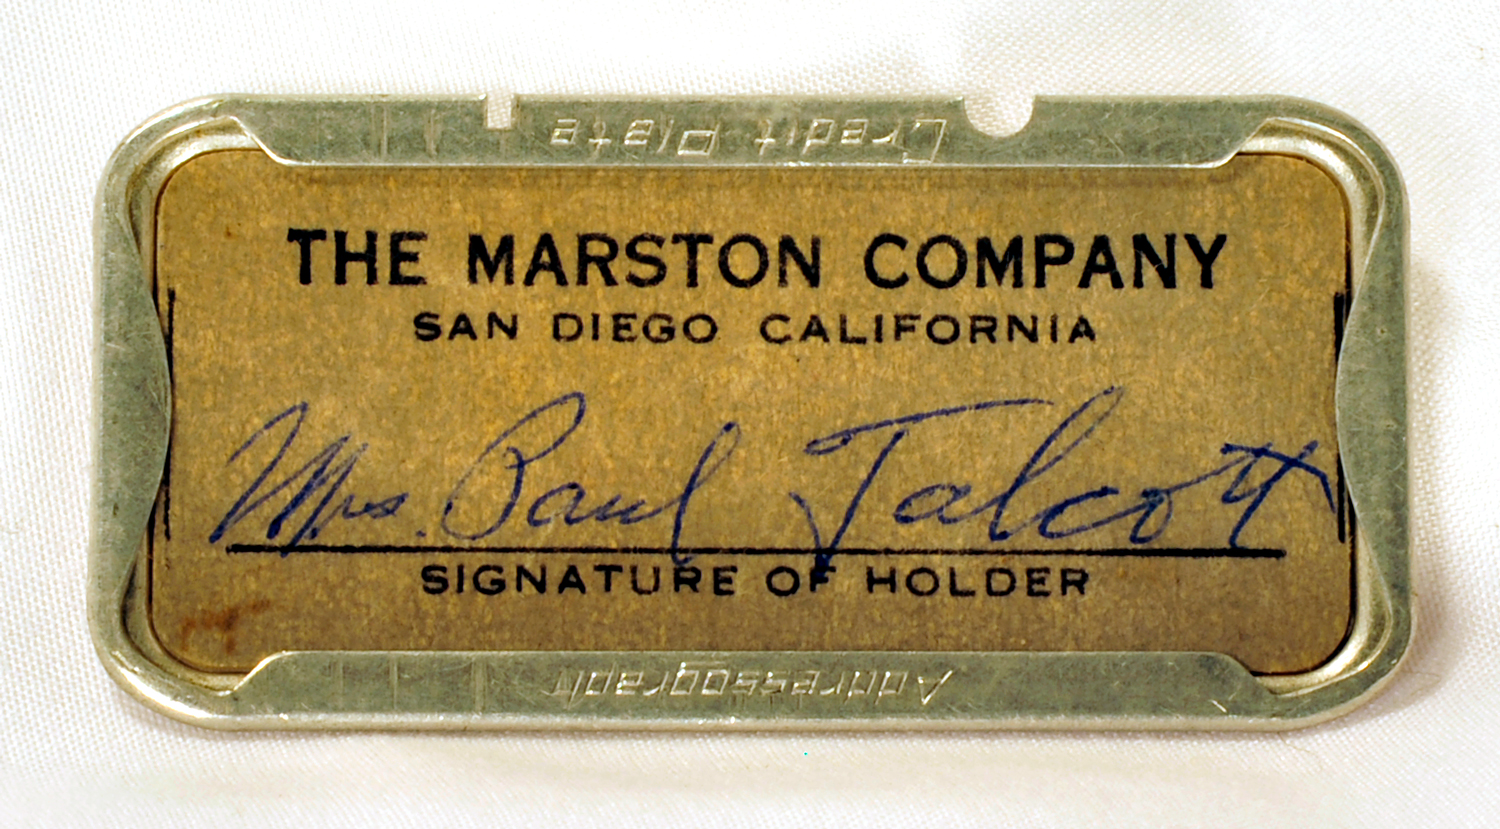 Credit Plate
THE MARSTON COMPANY
SAN DIEGO CALIFORNIA
Mrs. Paul Talcott
SIGNATURE OF HOLDER
Addressograph